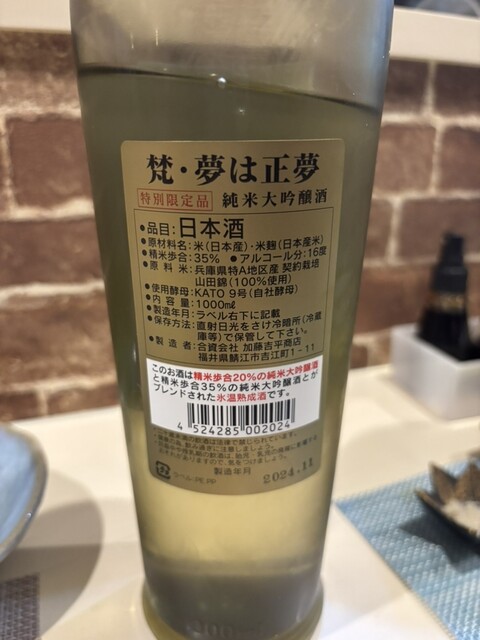 梵・夢は正夢
特別限定品 純米大吟醸酒
●品目:日本酒
●原材料名:米(日本産)・米麹(日本産米)
●精米歩合:35% ●アルコール分:16度
●原料米:兵庫県特A地区産 契約栽培
山田錦(100%使用)
●使用酵母:KATO 9号(自社酵母)
●内容量:1000mℓ
●製造年月:ラベル右下に記載
●保存方法:直射日光をさけ冷暗所(冷蔵
庫等)で保管して下さい。
●製造者:合資会社 加藤吉平商店
福井県鯖江市吉江町1-11
このお酒は精米歩合20%の純米大吟醸酒
と精米歩合35%の純米大吟醸酒とが
ブレンドされた氷温熟成酒です。
4 524285 002024
ラベル:PE,PP
製造年月 2024.11